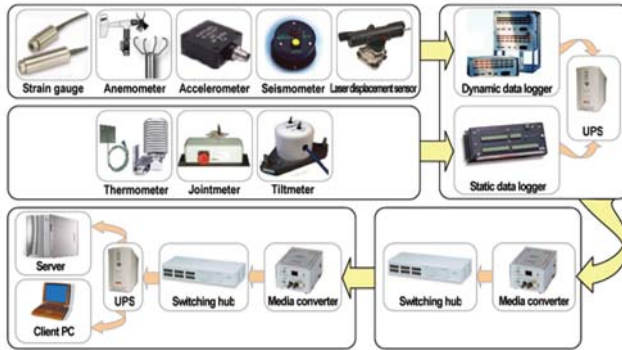 Strain gauge
Anemometer
Accelerometer
Seismometer
Laser displacement sensor
Dynamic data logger
UPS
Thermometer
Jointmeter
Tiltmeter
Static data logger
Server
Client PC
UPS
Switching hub
Media converter
Switching hub
Media converter